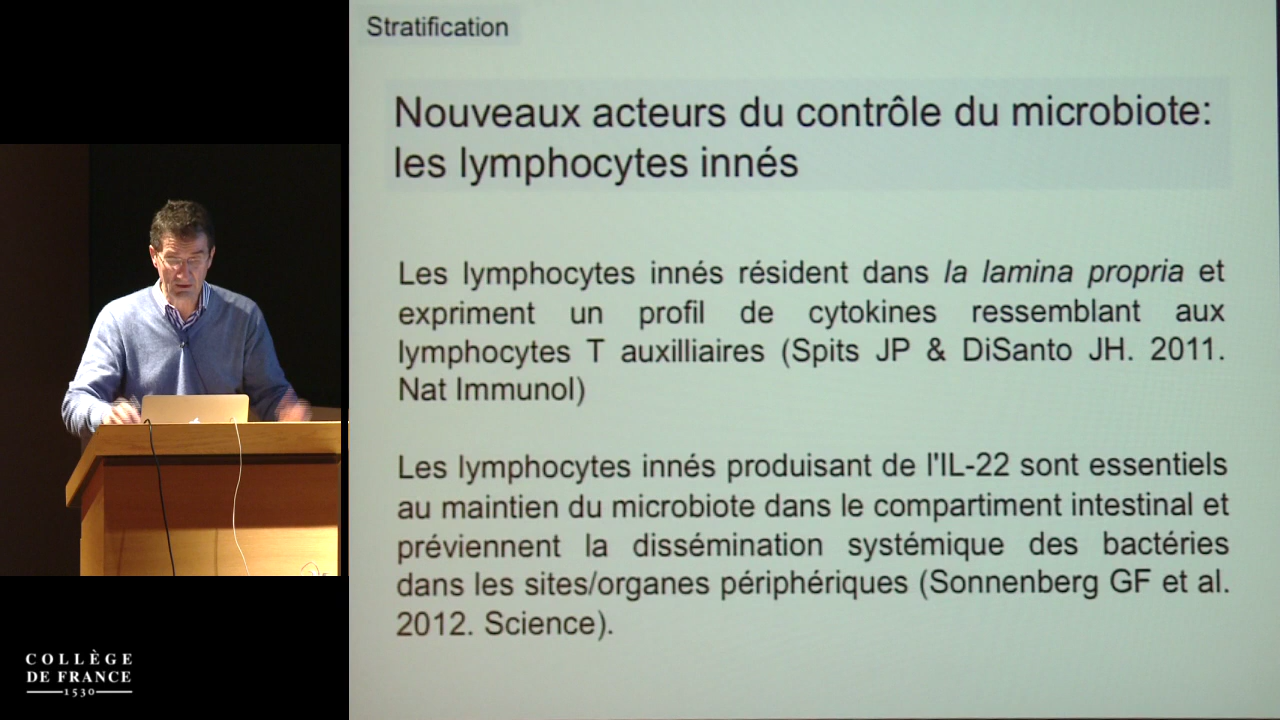 Stratification
Nouveaux acteurs du contrôle du microbiote:
les lymphocytes innés
Les lymphocytes innés résident dans la lamina propria et
expriment un profil de cytokines ressemblant aux
lymphocytes T auxilliaires (Spits JP & DiSanto JH. 2011.
Nat Immunol)
Les lymphocytes innés produisant de l'IL-22 sont essentiels
au maintien du microbiote dans le compartiment intestinal et
préviennent la dissémination systémique des bactéries
dans les sites/organes périphériques (Sonnenberg GF et al.
2012. Science).
COLLÈGE
DE FRANCE
1530